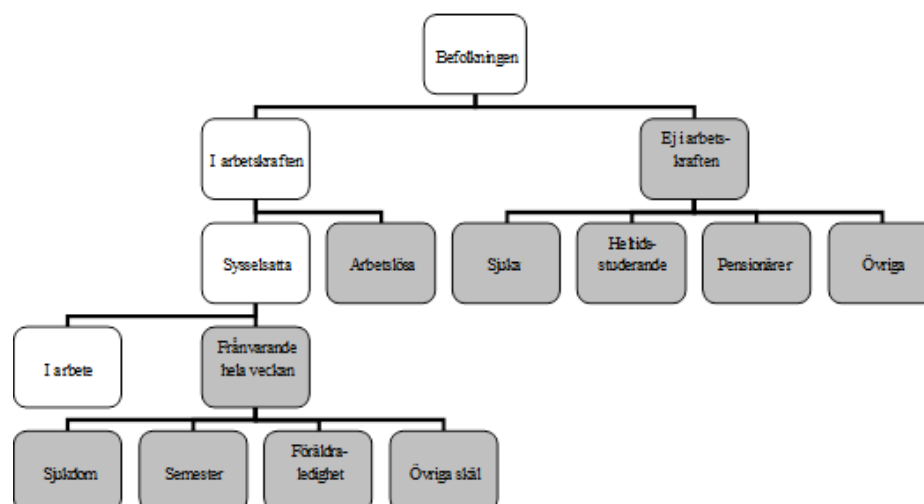 Befolkningen
I arbetskraften
Ej i arbets-
kraften
Sysselsatta
Arbetslösa
Sjuka
Heltids-
studerande
Pensionärer
Övriga
I arbete
Frånvarande
hela veckan
Sjukdom
Semester
Föräldra-
ledighet
Övriga skäl